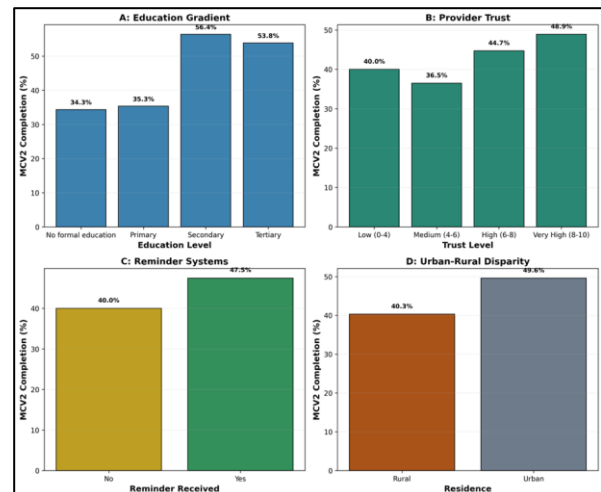 A: Education Gradient
MCV2 Completion (%)
50
40
30
20
10
0
34.3%
35.3%
56.4%
53.8%
No formal education
Primary
Secondary
Tertiary
Education Level
B: Provider Trust
MCV2 Completion (%)
50
40
30
20
10
0
40.0%
36.5%
44.7%
48.9%
Low (0-4)
Medium (4-6)
High (6-8)
Very High (8-10)
Trust Level
C: Reminder Systems
MCV2 Completion (%)
40
30
20
10
0
40.0%
47.5%
No
Yes
Reminder Received
D: Urban-Rural Disparity
MCV2 Completion (%)
50
40
30
20
10
0
40.3%
49.6%
Rural
Urban
Residence